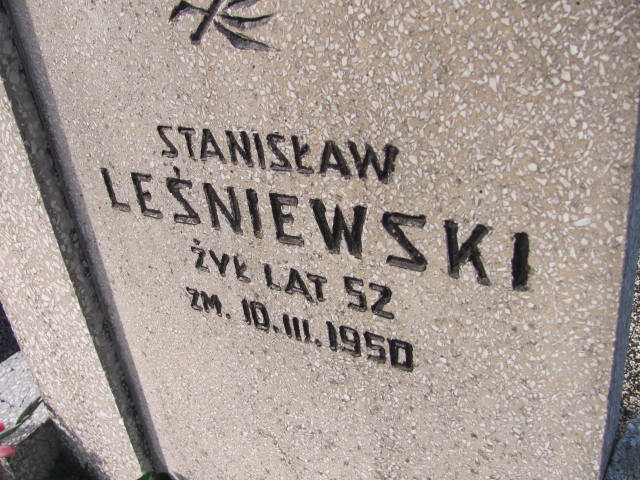 STANISŁAW
LEŚNIEWSKI
ŻYŁ LAT 52
ZM. 10.III.1950